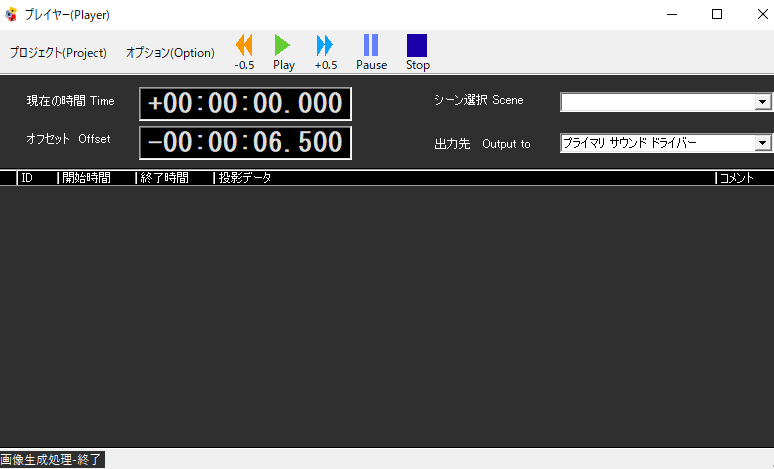 プレイヤー(Player)
プロジェクト(Project) オプション(Option) -0.5 Play +0.5 Pause Stop
現在の時間 Time +00:00:00.000 シーン選択 Scene
オフセット Offset -00:00:06.500 出力先 Output to プライマリ サウンド ドライバー
ID 開始時間 終了時間 投影データ コメント
画像生成処理-終了